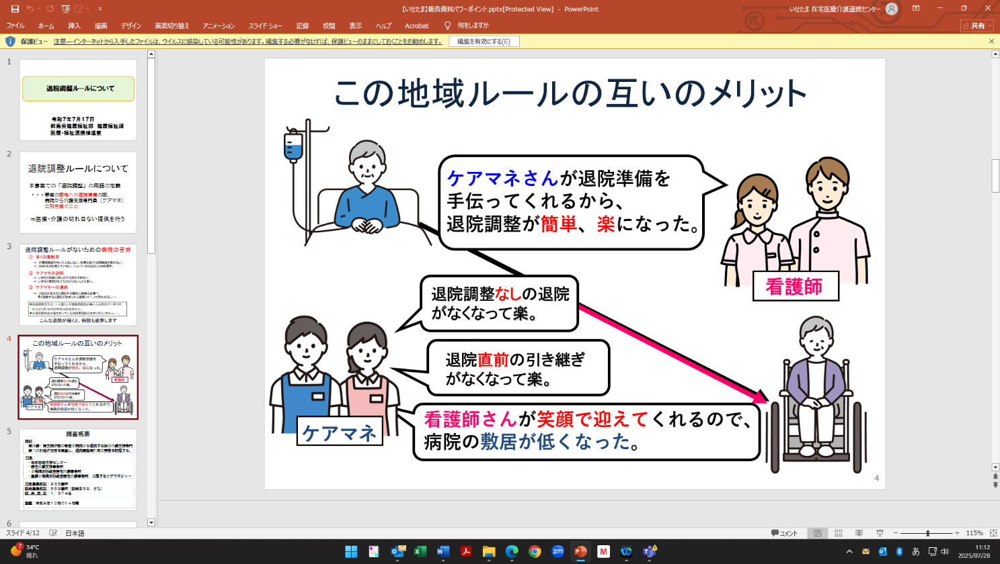 【いせたま】報告資料パワーポイント.pptx[Protected View] - PowerPoint
いせたま 在宅医療介護連携センター
ファイル ホーム 挿入 描画 デザイン 画面切り替え アニメーション スライド ショー 記録 校閲 表示 ヘルプ Acrobat 何をしますか 共有
保護ビュー 注意—インターネットから入手したファイルは、ウイルスに感染している可能性があります。編集する必要がなければ、保護ビューのままにしておくことをお勧めします。 編集を有効にする(E)
1
退院調整ルールについて
令和7年7月17日
群馬県健康福祉部 健康福祉課
医療・福祉連携推進室
2
退院調整ルールについて
本事業での「退院調整」の用語の定義
・・・患者の居宅への退院準備の際、
病院から介護支援専門員（ケアマネ）
に引き継ぐこと
⇒医療・介護の切れ目ない提供を行う
3
退院調整ルールがないための病院の苦労
① 多くの高齢者
② ケアマネの訪問
③ ケアマネへの連絡
こんな退院が続くと、病院も疲弊します
4
この地域ルールの互いのメリット
ケアマネさんが退院準備を
手伝ってくれるから、
退院調整が簡単、楽になった。
看護師
退院調整なしの退院
がなくなって楽。
退院直前の引き継ぎ
がなくなって楽。
ケアマネ
看護師さんが笑顔で迎えてくれるので、
病院の敷居が低くなった。
5
調査概要
6
この地域ルールの互いのメリット
ケアマネさんが退院準備を
手伝ってくれるから、
退院調整が簡単、楽になった。
看護師
退院調整なしの退院
がなくなって楽。
退院直前の引き継ぎ
がなくなって楽。
ケアマネ
看護師さんが笑顔で迎えてくれるので、
病院の敷居が低くなった。
4
スライド 4/12 日本語 コメント 115%
7
34°C
晴れ
zm
あ
11:12
2025/07/28